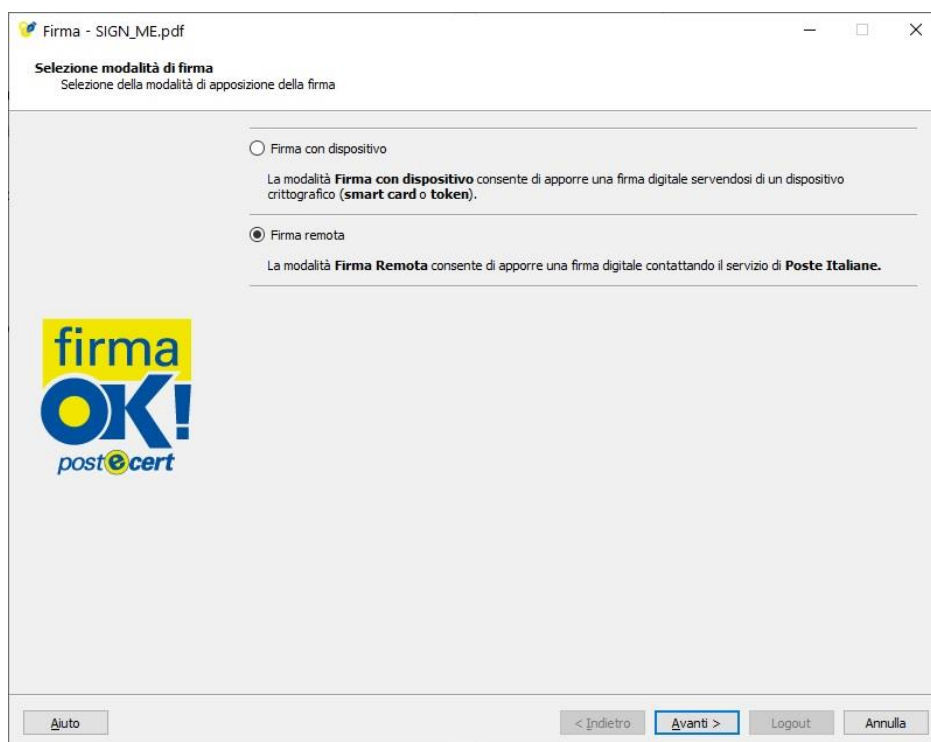 Firma - SIGN_ME.pdf
Selezione modalità di firma
Selezione della modalità di apposizione della firma
Firma con dispositivo
La modalità Firma con dispositivo consente di apporre una firma digitale servendosi di un dispositivo
crittografico (smart card o token).
Firma remota
La modalità Firma Remota consente di apporre una firma digitale contattando il servizio di Poste Italiane.
firma
OK!
postecert
Aiuto
< Indietro
Avanti >
Logout
Annulla